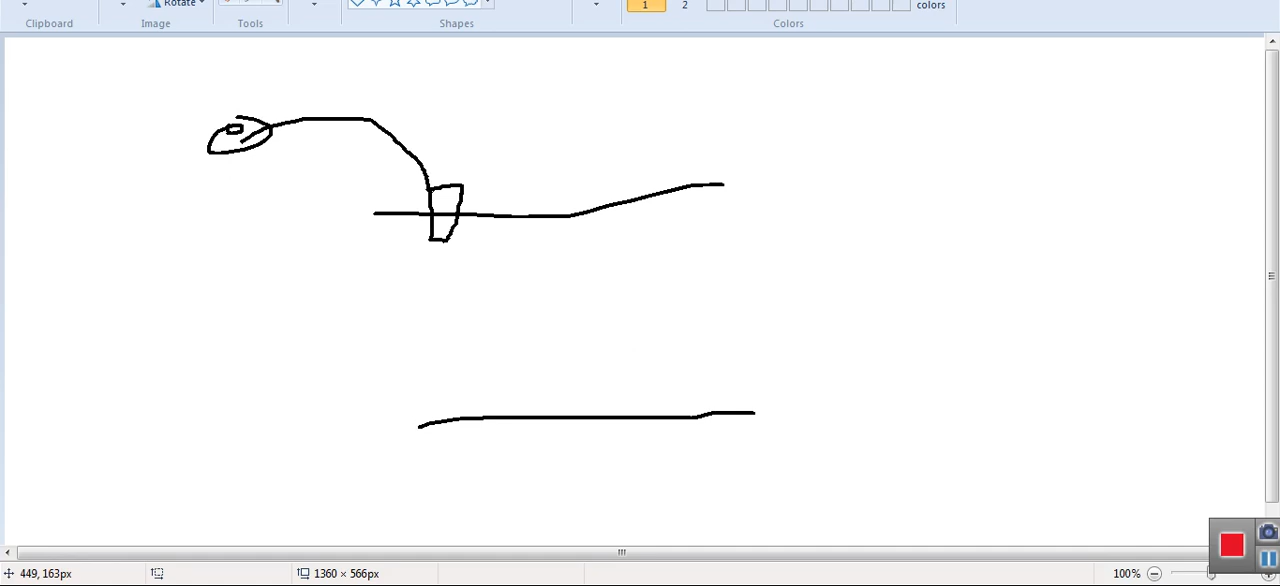 Rotate
1
2
colors
Clipboard
Image
Tools
Shapes
Colors
449, 163px
1360 × 566px
100%